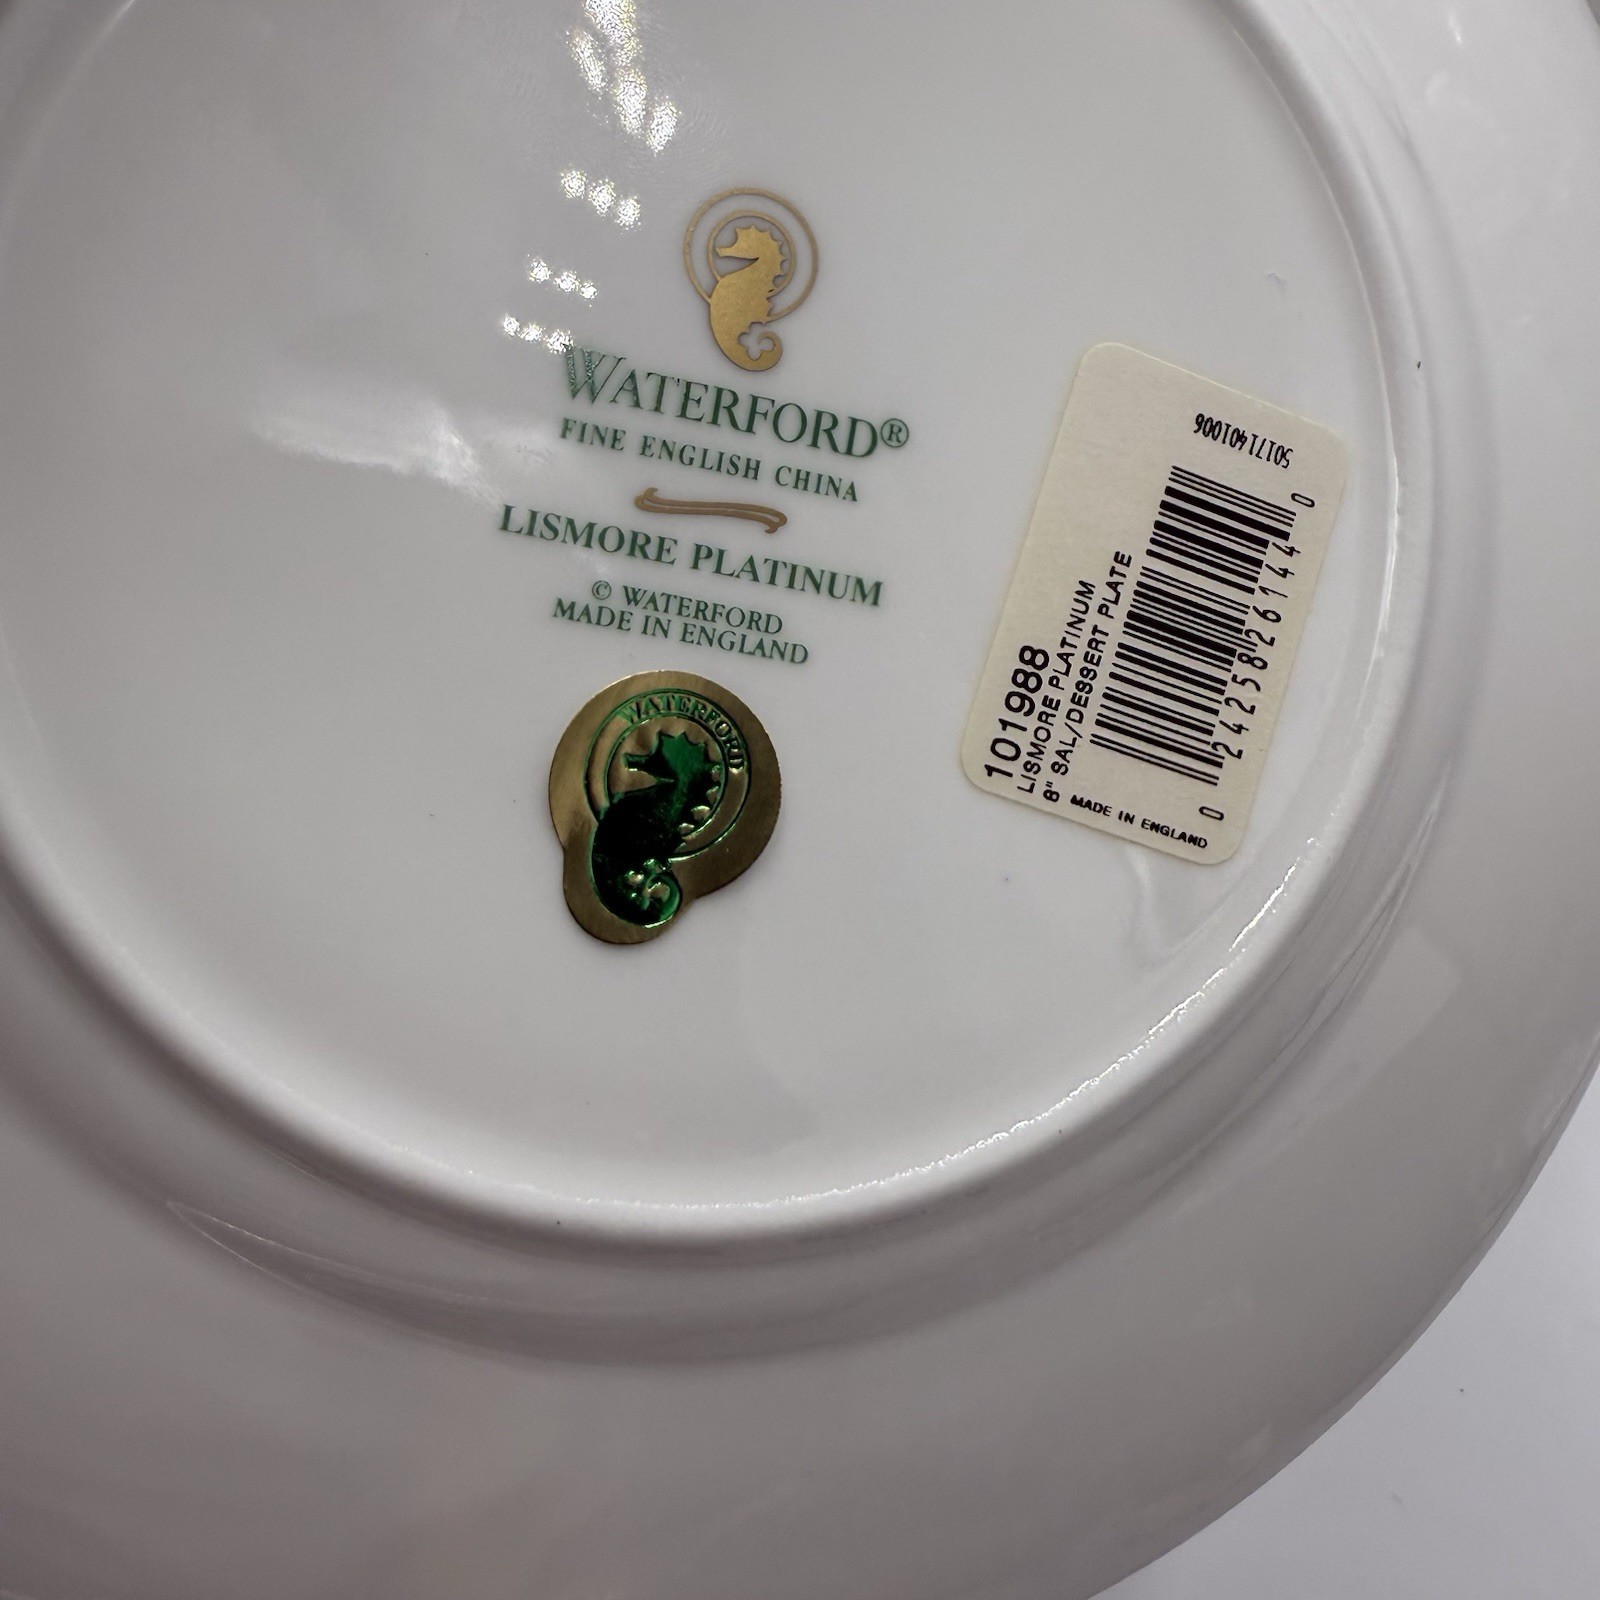 WATERFORD®
FINE ENGLISH CHINA
LISMORE PLATINUM
© WATERFORD
MADE IN ENGLAND
WATERFORD
101988
LISMORE PLATINUM
8" SAL/DESSERT PLATE
0 24258 26144 0
MADE IN ENGLAND
50171401006